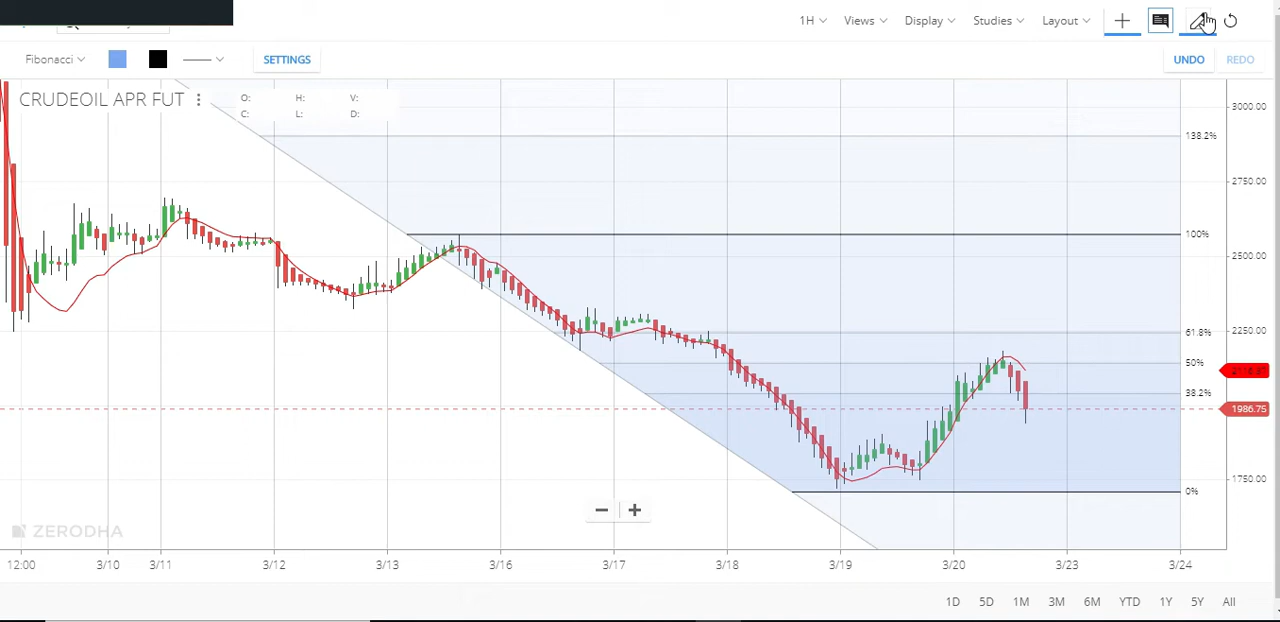 1H Views Display Studies Layout
Fibonacci SETTINGS UNDO REDO
CRUDEOIL APR FUT
O: H: V:
C: L: D:
3000.00
138.2%
2750.00
100%
2500.00
2250.00
61.8%
50%
38.2%
1986.75
1750.00
0%
ZERODHA
12:00 3/10 3/11 3/12 3/13 3/16 3/17 3/18 3/19 3/20 3/23 3/24
1D 5D 1M 3M 6M YTD 1Y 5Y All